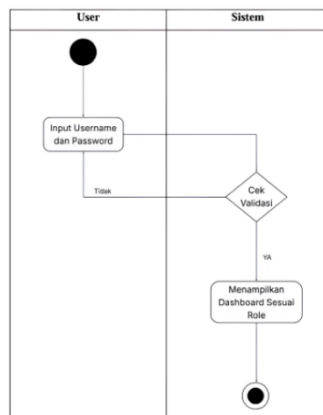 User
Sistem
Input Username
dan Password
Tidak
Cek
Validasi
YA
Menampilkan
Dashboard Sesuai
Role